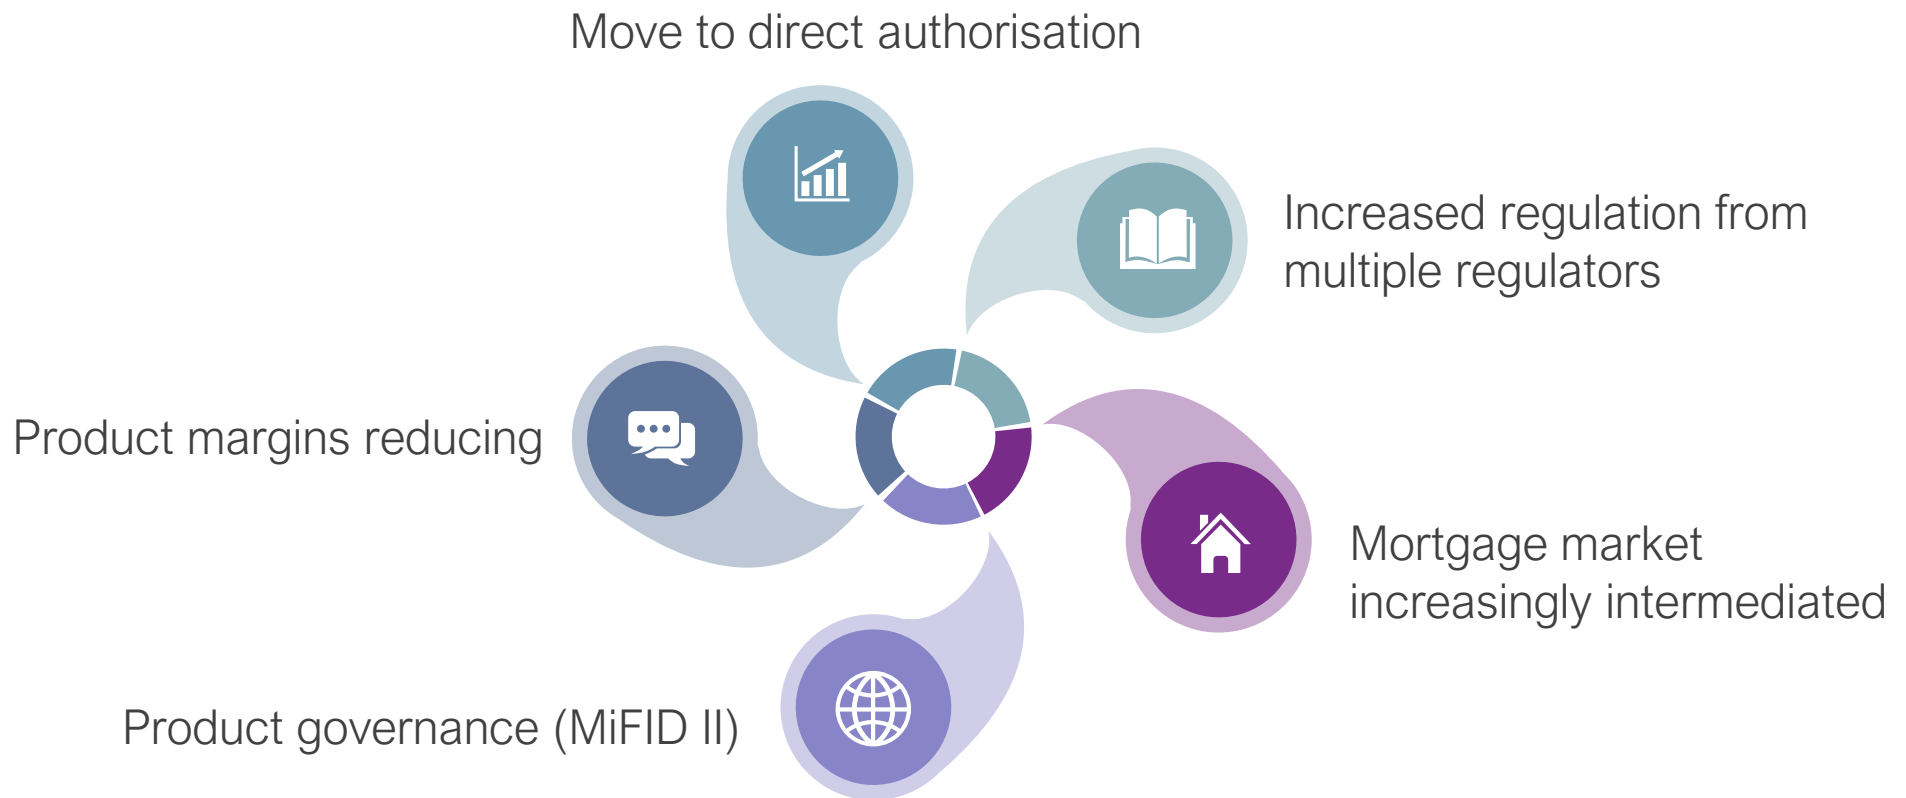 Move to direct authorisation
Increased regulation from
multiple regulators
Product margins reducing
Mortgage market
increasingly intermediated
Product governance (MiFID II)